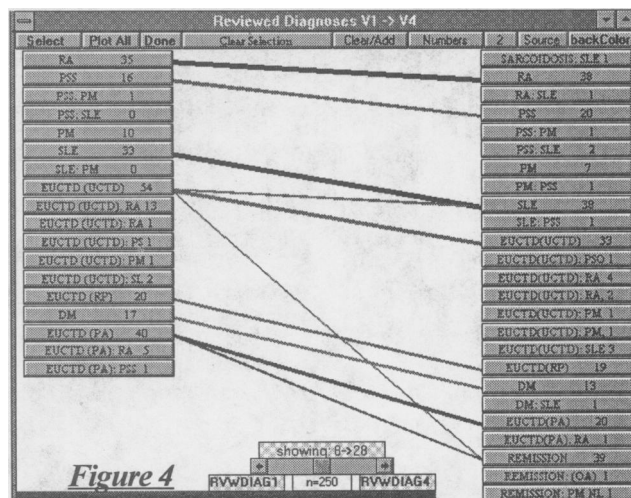 Reviewed Diagnoses V1 -> V4
Select Plot All Done Clear Selection Clear/Add Numbers 2 Source backColor
RA 35
PSS 16
PSS: PM 1
PSS: SLE 0
PM 10
SLE 33
SLE: PM 0
EUCTD (UCTD) 54
EUCTD (UCTD): RA 13
EUCTD (UCTD): RA 1
EUCTD (UCTD): PS 1
EUCTD (UCTD): PM 1
EUCTD (UCTD): SL 2
EUCTD (RP) 20
DM 17
EUCTD (PA) 40
EUCTD (PA): RA 5
EUCTD (PA): PSS 1
SARCOIDOSIS: SLE 1
RA 38
RA: SLE 1
PSS 20
PSS: PM 1
PSS: SLE 2
PM 7
PM: PSS 1
SLE 38
SLE: PSS 1
EUCTD(UCTD) 33
EUCTD(UCTD): PSO 1
EUCTD(UCTD): RA 4
EUCTD(UCTD): RA, 2
EUCTD(UCTD): PM 1
EUCTD(UCTD): PM, 1
EUCTD(UCTD): SLE 3
EUCTD(RP) 19
DM 13
DM: SLE 1
EUCTD(PA) 20
EUCTD(PA), RA 1
REMISSION 39
REMISSION: (OA) 1
REMISSION: PM NL 1
showing: 8->28
RVWDIAG1 n=250 RVWDIAG4
Figure 4